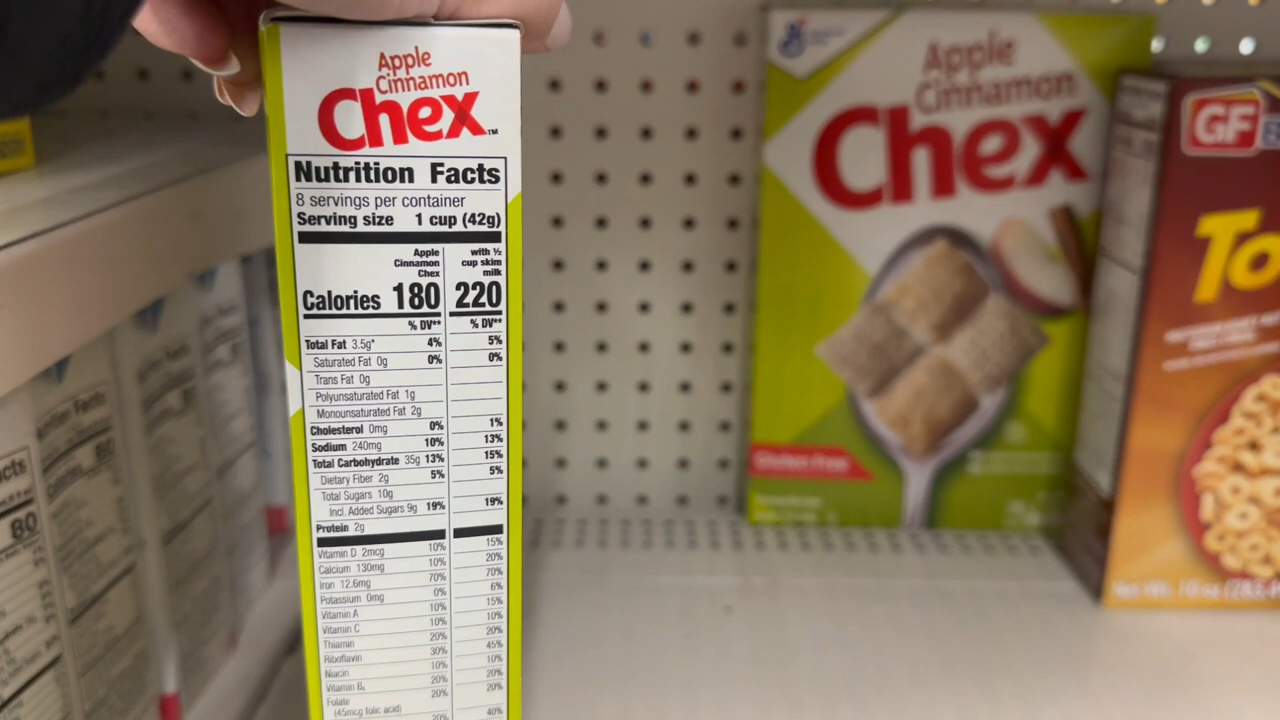 Apple
Cinnamon
Chex™
Nutrition Facts
8 servings per container
Serving size 1 cup (42g)
Apple Cinnamon Chex
with ½ cup skim milk
Calories 180 220
% DV** % DV**
Total Fat 3.5g* 4% 5%
Saturated Fat 0g 0% 0%
Trans Fat 0g
Polyunsaturated Fat 1g
Monounsaturated Fat 2g
Cholesterol 0mg 0% 1%
Sodium 240mg 10% 13%
Total Carbohydrate 35g 13% 15%
Dietary Fiber 2g 5% 5%
Total Sugars 10g
Incl. Added Sugars 9g 19% 19%
Protein 2g
Vitamin D 2mcg 10% 15%
Calcium 130mg 10% 20%
Iron 12.6mg 70% 70%
Potassium 0mg 0% 6%
Vitamin A 10% 15%
Vitamin C 10% 10%
Thiamin 20% 20%
Riboflavin 30% 45%
Niacin 10% 10%
Vitamin B₆ 20% 20%
Folate 20% 20%
(45mcg folic acid)
20% 40%
Apple
Cinnamon
Chex
Gluten Free
GF
To
acts
80